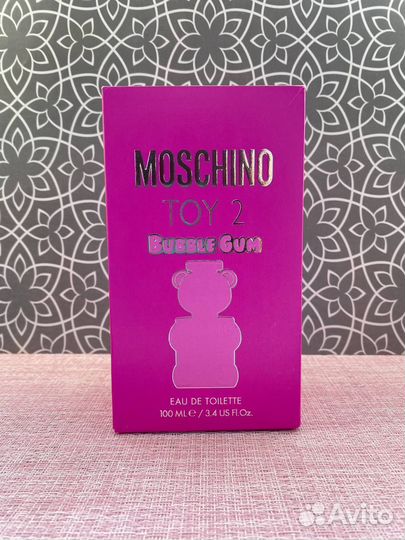 MOSCHINO
TOY 2
BUBBLE GUM
EAU DE TOILETTE
100 ML ℮ / 3.4 US Fl.Oz.
Avito